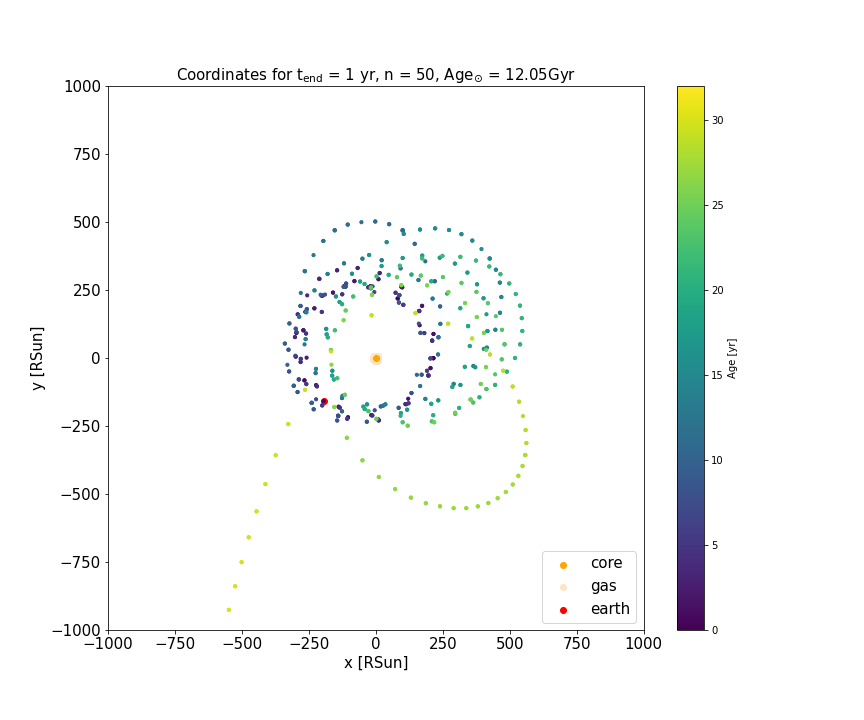 Coordinates for t_end = 1 yr, n = 50, Age⊙ = 12.05Gyr
1000
750
500
250
0
−250
−500
−750
−1000
y [RSun]
−1000 −750 −500 −250 0 250 500 750 1000
x [RSun]
core
gas
earth
30
25
20
15
10
5
0
Age [yr]